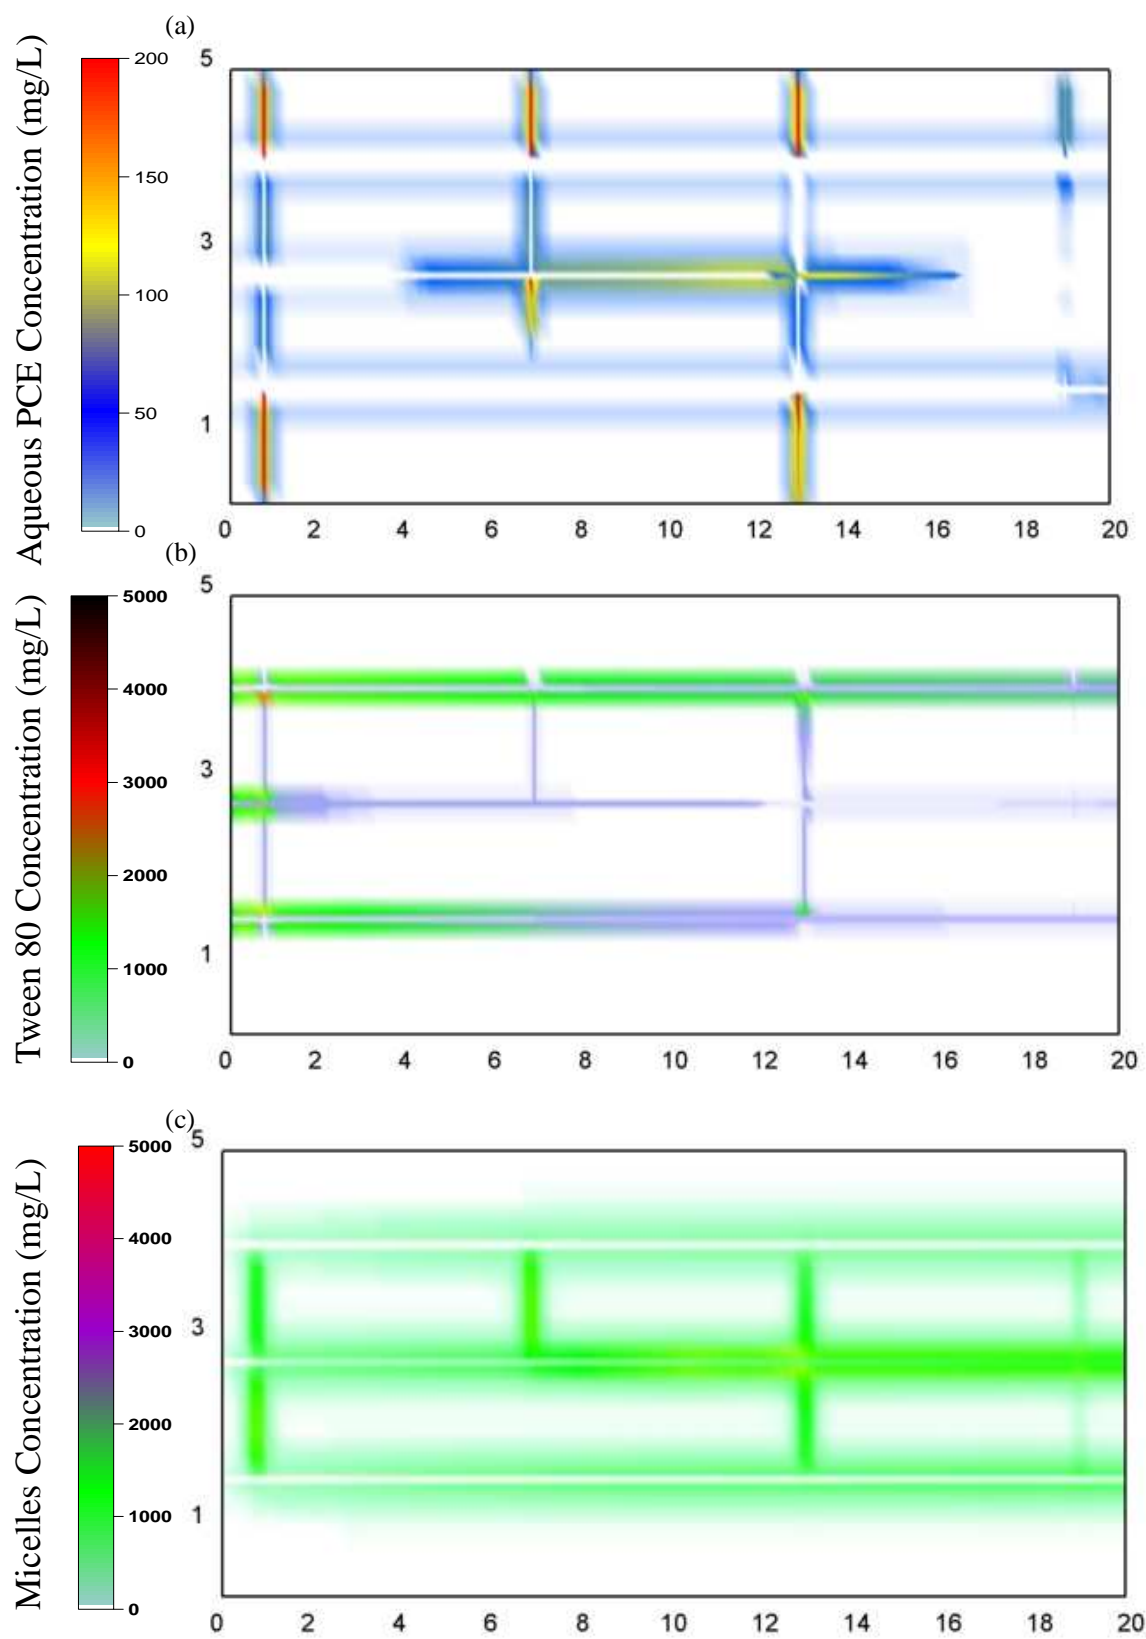 (a)
Aqueous PCE Concentration (mg/L)
200
150
100
50
0
5
3
1
0 2 4 6 8 10 12 14 16 18 20
(b)
Tween 80 Concentration (mg/L)
5000
4000
3000
2000
1000
0
5
3
1
0 2 4 6 8 10 12 14 16 18 20
(c)
Micelles Concentration (mg/L)
5000
4000
3000
2000
1000
0
5
3
1
0 2 4 6 8 10 12 14 16 18 20